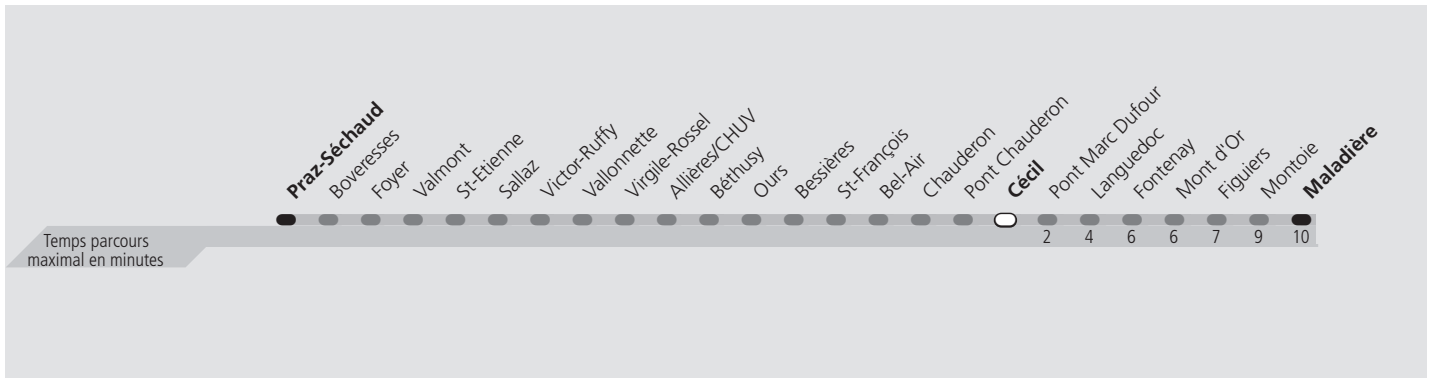 Praz-Séchaud
Boveresses
Foyer
Valmont
St-Etienne
Sallaz
Victor-Ruffy
Vallonnette
Virgile-Rossel
Allières/CHUV
Béthusy
Ours
Bessières
St-François
Bel-Air
Chauderon
Pont Chauderon
Cécil
Pont Marc Dufour
Languedoc
Fontenay
Mont d'Or
Figuiers
Montoie
Maladière
Temps parcours
maximal en minutes
2 4 6 6 7 9 10